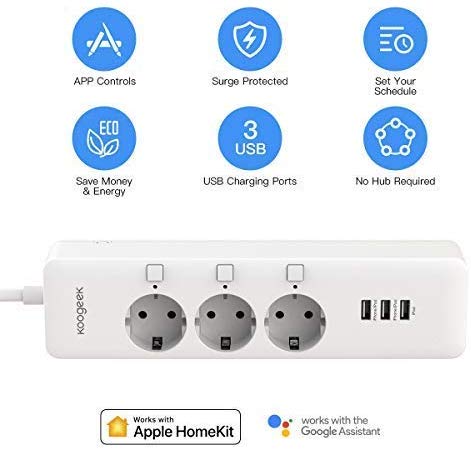 APP Controls
Surge Protected
Set Your
Schedule
ECO
3
USB
Save Money
& Energy
USB Charging Ports
No Hub Required
KOOGEEK
Works with
Apple HomeKit
works with the
Google Assistant